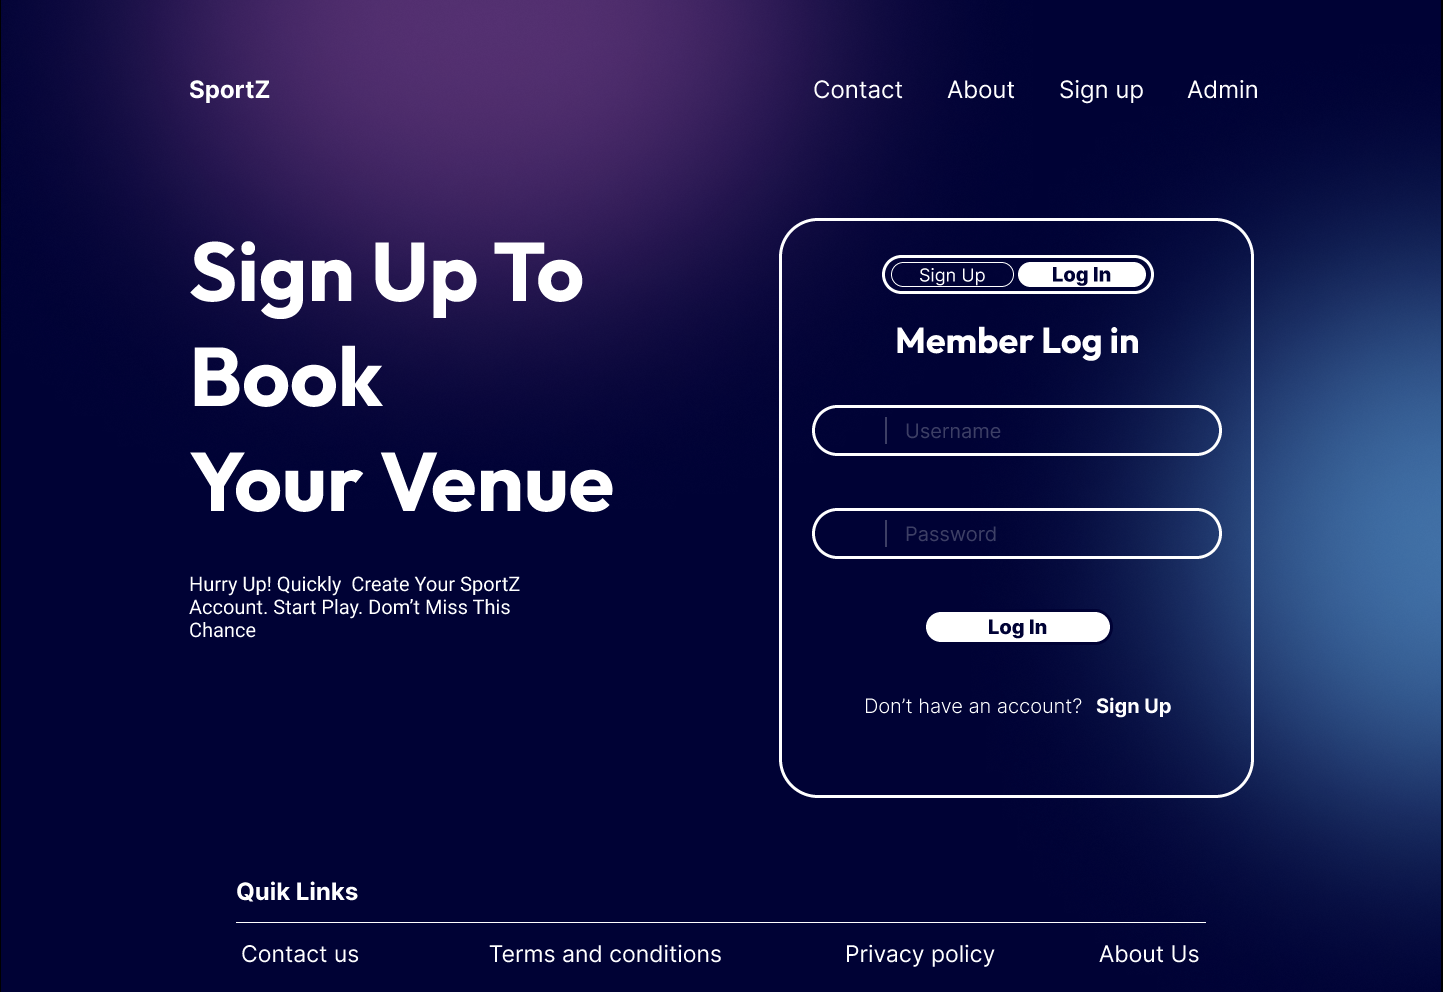 SportZ
Contact About Sign up Admin
Sign Up To
Book
Your Venue
Hurry Up! Quickly  Create Your SportZ
Account. Start Play. Dom’t Miss This
Chance
Sign Up Log In
Member Log in
Username
Password
Log In
Don’t have an account? Sign Up
Quik Links
Contact us Terms and conditions Privacy policy About Us